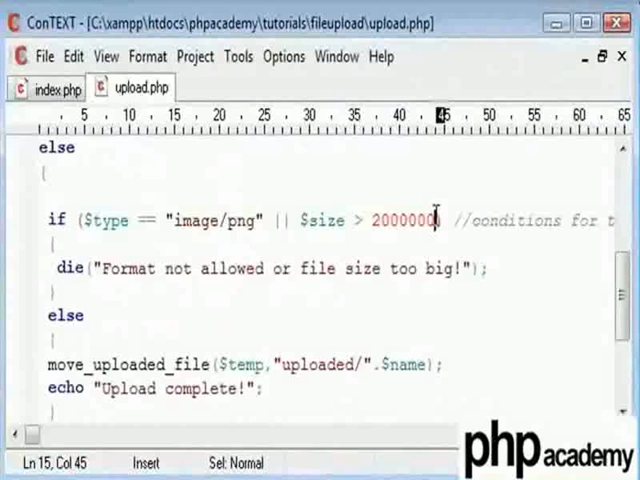 ConTEXT - [C:\xampp\htdocs\phpacademy\tutorials\fileupload\upload.php]
File Edit View Format Project Tools Options Window Help
index.php upload.php
5 10 15 20 25 30 35 40 45 50 55 60 65
else
{
if ($type == "image/png" || $size > 2000000) //conditions for t
{
die("Format not allowed or file size too big!");
}
else
{
move_uploaded_file($temp,"uploaded/".$name);
echo "Upload complete!";
}
Ln 15, Col 45 Insert Sel: Normal
php academy